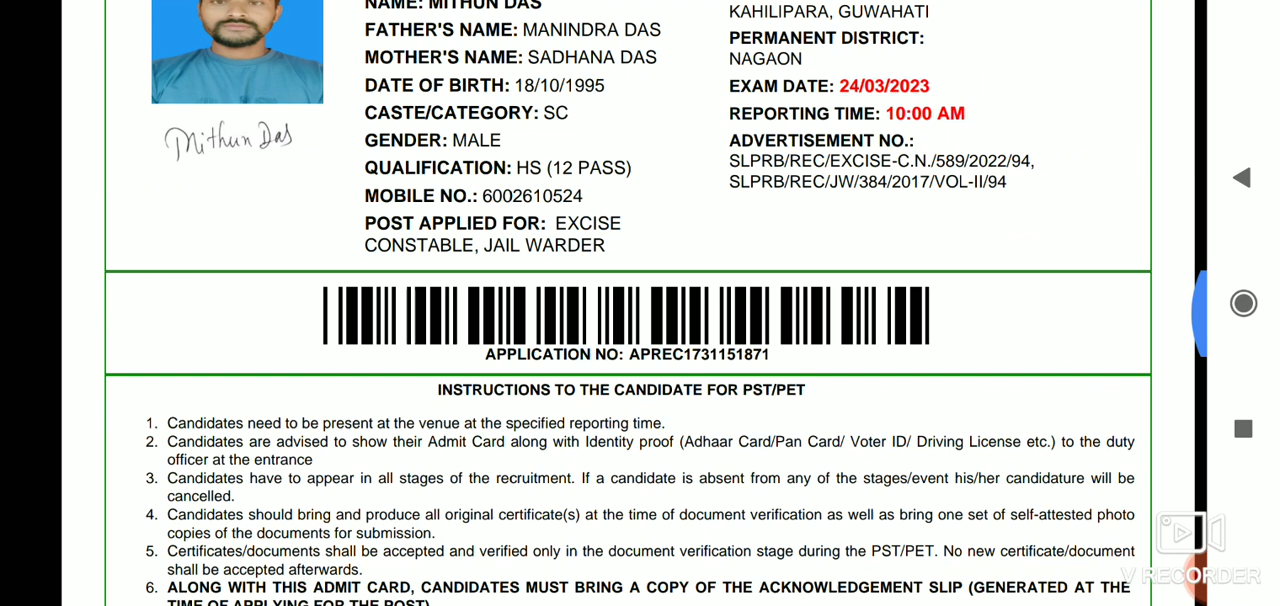 NAME: MITHUN DAS
FATHER'S NAME: MANINDRA DAS
MOTHER'S NAME: SADHANA DAS
DATE OF BIRTH: 18/10/1995
CASTE/CATEGORY: SC
GENDER: MALE
QUALIFICATION: HS (12 PASS)
MOBILE NO.: 6002610524
POST APPLIED FOR: EXCISE
CONSTABLE, JAIL WARDER
Mithun Das
KAHILIPARA, GUWAHATI
PERMANENT DISTRICT:
NAGAON
EXAM DATE: 24/03/2023
REPORTING TIME: 10:00 AM
ADVERTISEMENT NO.:
SLPRB/REC/EXCISE-C.N./589/2022/94,
SLPRB/REC/JW/384/2017/VOL-II/94
APPLICATION NO: APREC1731151871
INSTRUCTIONS TO THE CANDIDATE FOR PST/PET
1. Candidates need to be present at the venue at the specified reporting time.
2. Candidates are advised to show their Admit Card along with Identity proof (Adhaar Card/Pan Card/ Voter ID/ Driving License etc.) to the duty
officer at the entrance
3. Candidates have to appear in all stages of the recruitment. If a candidate is absent from any of the stages/event his/her candidature will be
cancelled.
4. Candidates should bring and produce all original certificate(s) at the time of document verification as well as bring one set of self-attested photo
copies of the documents for submission.
5. Certificates/documents shall be accepted and verified only in the document verification stage during the PST/PET. No new certificate/document
shall be accepted afterwards.
6. ALONG WITH THIS ADMIT CARD, CANDIDATES MUST BRING A COPY OF THE ACKNOWLEDGEMENT SLIP (GENERATED AT THE
TIME OF APPLYING FOR THE POST)
V RECORDER